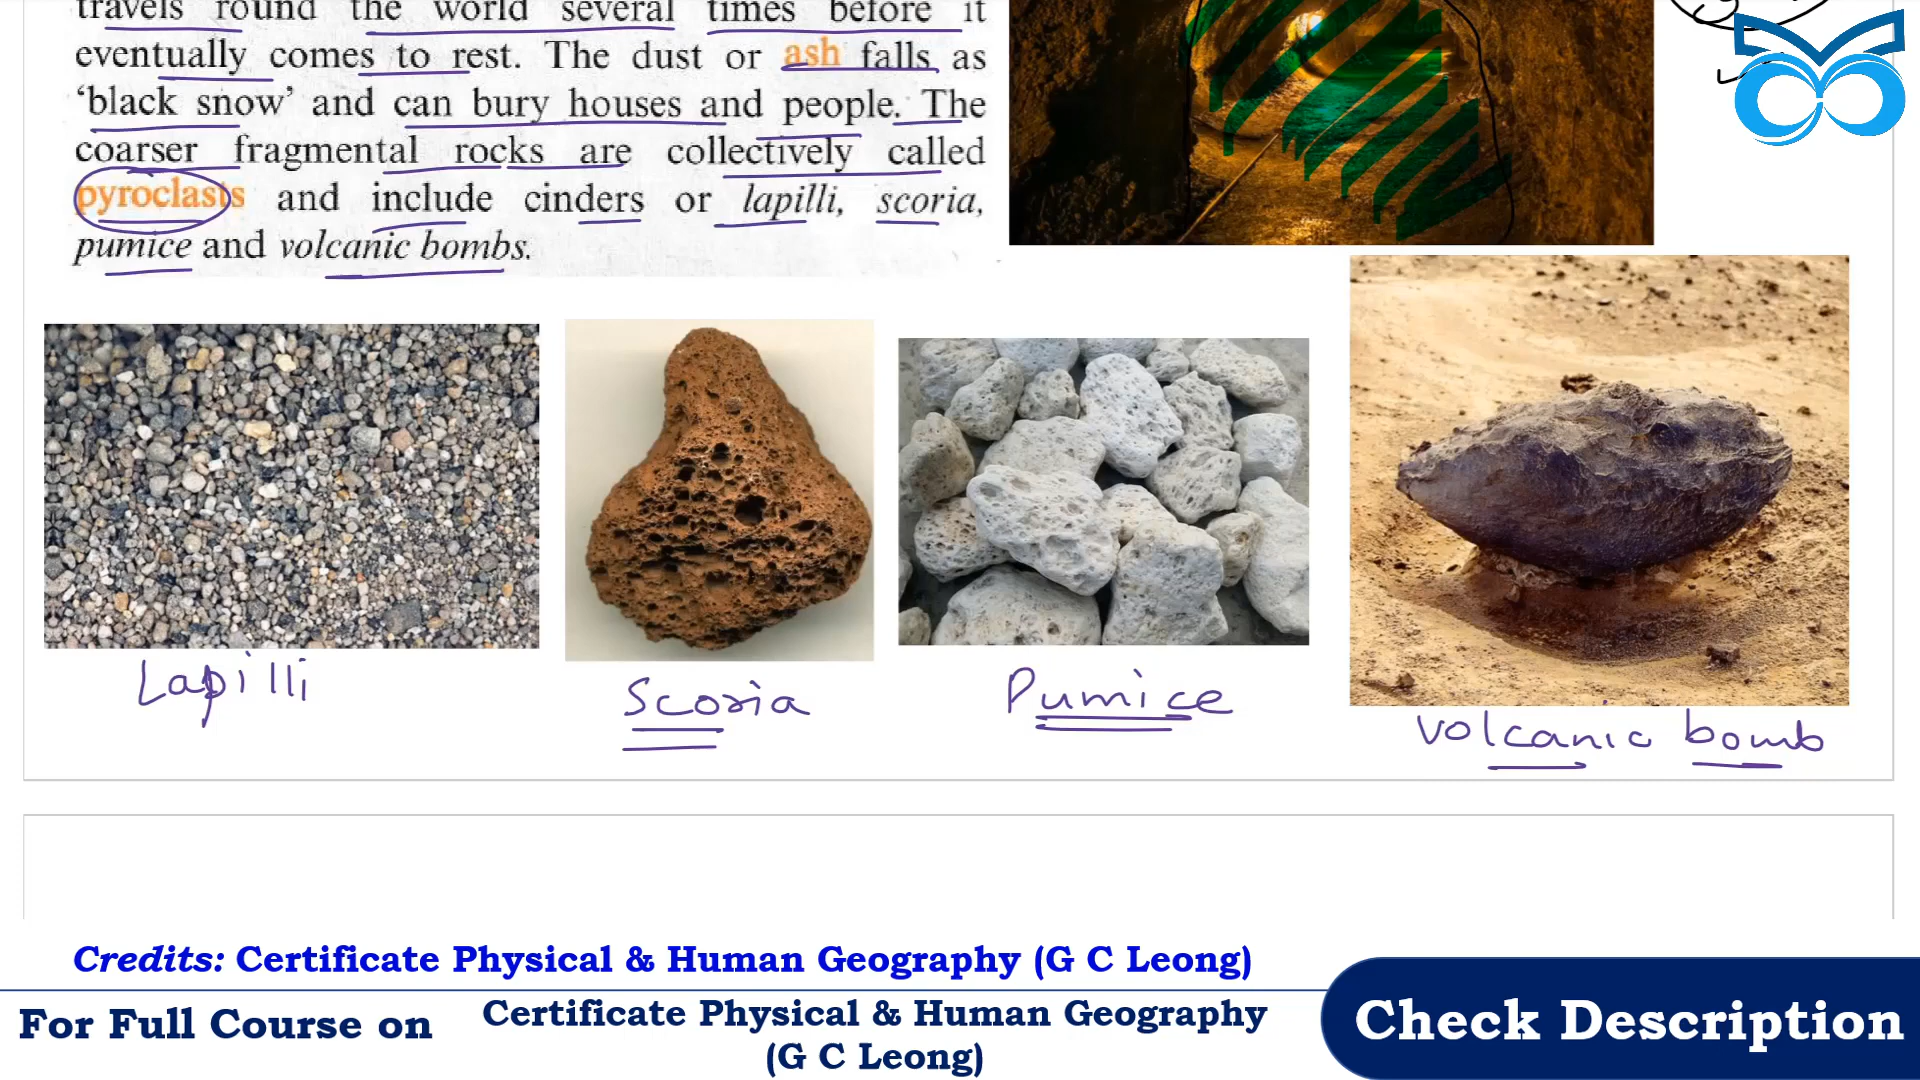 travels round the world several times before it
eventually comes to rest. The dust or ash falls as
‘black snow’ and can bury houses and people. The
coarser fragmental rocks are collectively called
pyroclasts and include cinders or lapilli, scoria,
pumice and volcanic bombs.
Lapilli
Scoria
Pumice
volcanic bomb
Credits: Certificate Physical & Human Geography (G C Leong)
For Full Course on
Certificate Physical & Human Geography
(G C Leong)
Check Description